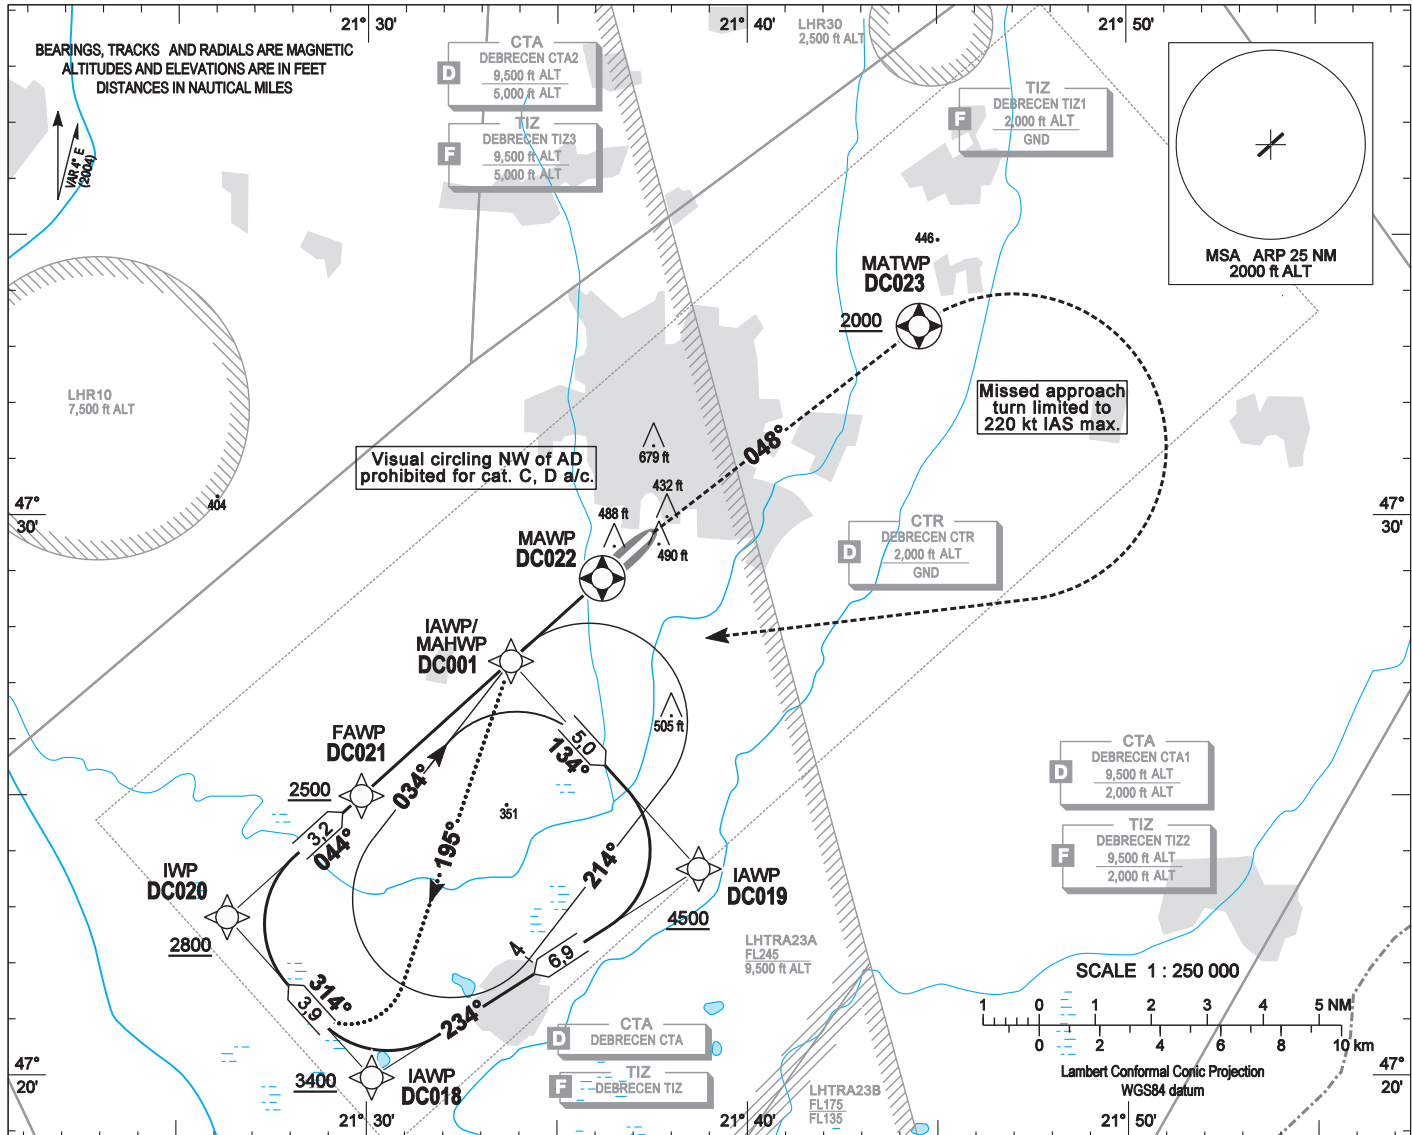 21° 30'
21° 40'
21° 50'
BEARINGS, TRACKS AND RADIALS ARE MAGNETIC
ALTITUDES AND ELEVATIONS ARE IN FEET
DISTANCES IN NAUTICAL MILES
VAR 4° E
(2004)
CTA
D
DEBRECEN CTA2
9,500 ft ALT
5,000 ft ALT
TIZ
F
DEBRECEN TIZ3
9,500 ft ALT
5,000 ft ALT
LHR30
2,500 ft ALT
TIZ
F
DEBRECEN TIZ1
2,000 ft ALT
GND
MSA ARP 25 NM
2000 ft ALT
446
MATWP
DC023
2000
LHR10
7,500 ft ALT
404
Missed approach
turn limited to
220 kt IAS max.
Visual circling NW of AD
prohibited for cat. C, D a/c.
679 ft
432 ft
488 ft
490 ft
048°
47°
30'
47°
30'
MAWP
DC022
CTR
D
DEBRECEN CTR
2,000 ft ALT
GND
IAWP/
MAHWP
DC001
505 ft
FAWP
DC021
2500
5,0
134°
034°
351
195°
3,2
044°
214°
IWP
DC020
2800
IAWP
DC019
4500
CTA
D
DEBRECEN CTA1
9,500 ft ALT
2,000 ft ALT
TIZ
F
DEBRECEN TIZ2
9,500 ft ALT
2,000 ft ALT
4
6,9
LHTRA23A
FL245
9,500 ft ALT
314°
3,9
234°
SCALE 1 : 250 000
1 0 1 2 3 4 5 NM
0 2 4 6 8 10 km
Lambert Conformal Conic Projection
WGS84 datum
CTA
D
DEBRECEN CTA
TIZ
F
DEBRECEN TIZ
3400
IAWP
DC018
LHTRA23B
FL175
FL135
47°
20'
47°
20'
21° 30'
21° 40'
21° 50'